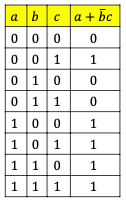 a b c a + b̄c
0 0 0 0
0 0 1 1
0 1 0 0
0 1 1 0
1 0 0 1
1 0 1 1
1 1 0 1
1 1 1 1